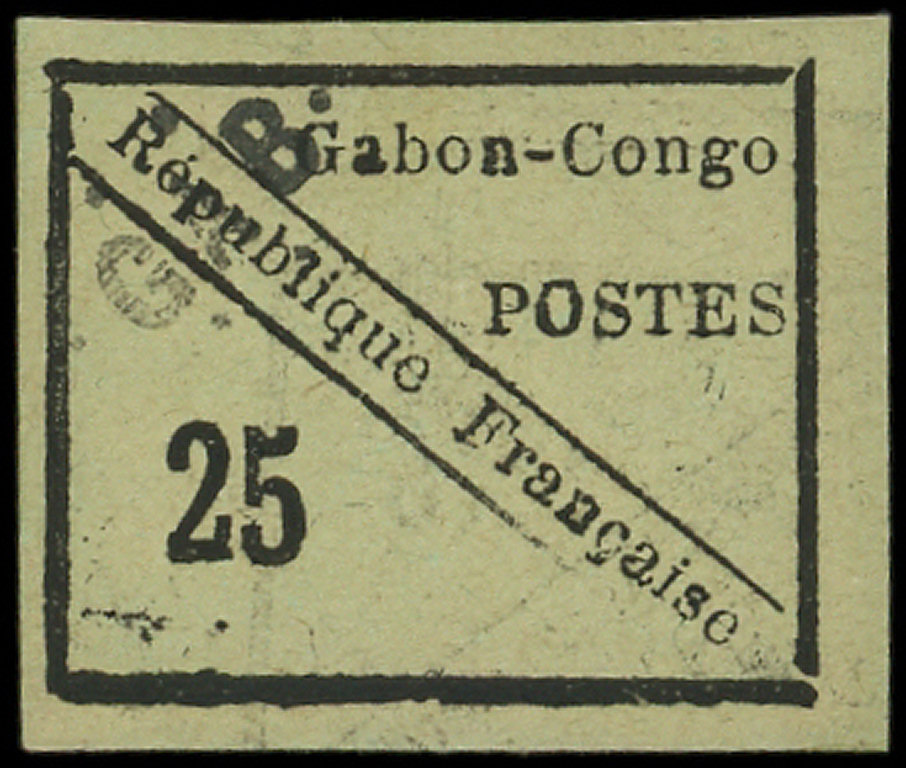 B.
Gabon-Congo
République Française
POSTES
25